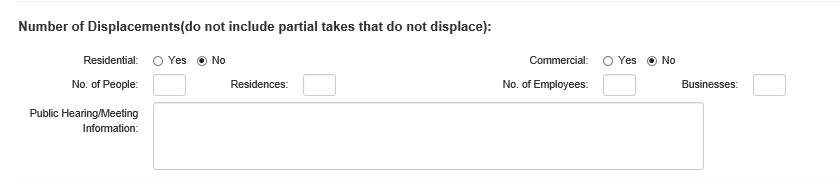 Number of Displacements(do not include partial takes that do not displace):
Residential: Yes No Commercial: Yes No
No. of People: Residences: No. of Employees: Businesses:
Public Hearing/Meeting
Information: